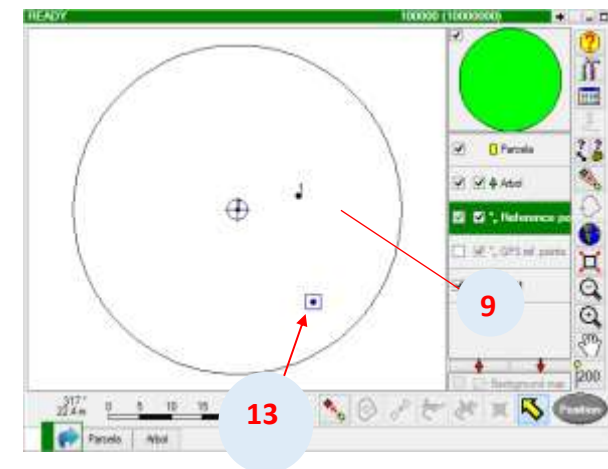 READY 100000 (10000000)
Parcela
Arbol
Reference po
GPS ref. points
9
1
13
200
Background map
317°
22.4 m 0 5 10 15
Position
Parcela Arbol